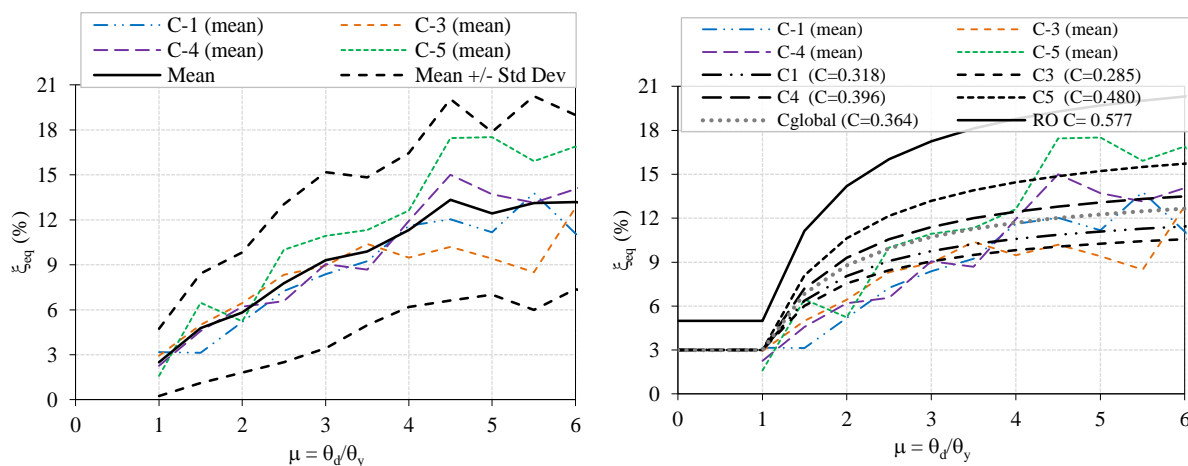 C-1 (mean) C-3 (mean)
C-4 (mean) C-5 (mean)
Mean Mean +/- Std Dev
21
18
15
12
9
6
3
0
ξeq (%)
0 1 2 3 4 5 6
μ = θd/θy
C-1 (mean) C-3 (mean)
C-4 (mean) C-5 (mean)
C1 (C=0.318) C3 (C=0.285)
C4 (C=0.396) C5 (C=0.480)
Cglobal (C=0.364) RO C= 0.577
21
18
15
12
9
6
3
0
ξeq (%)
0 1 2 3 4 5 6
μ = θd/θy